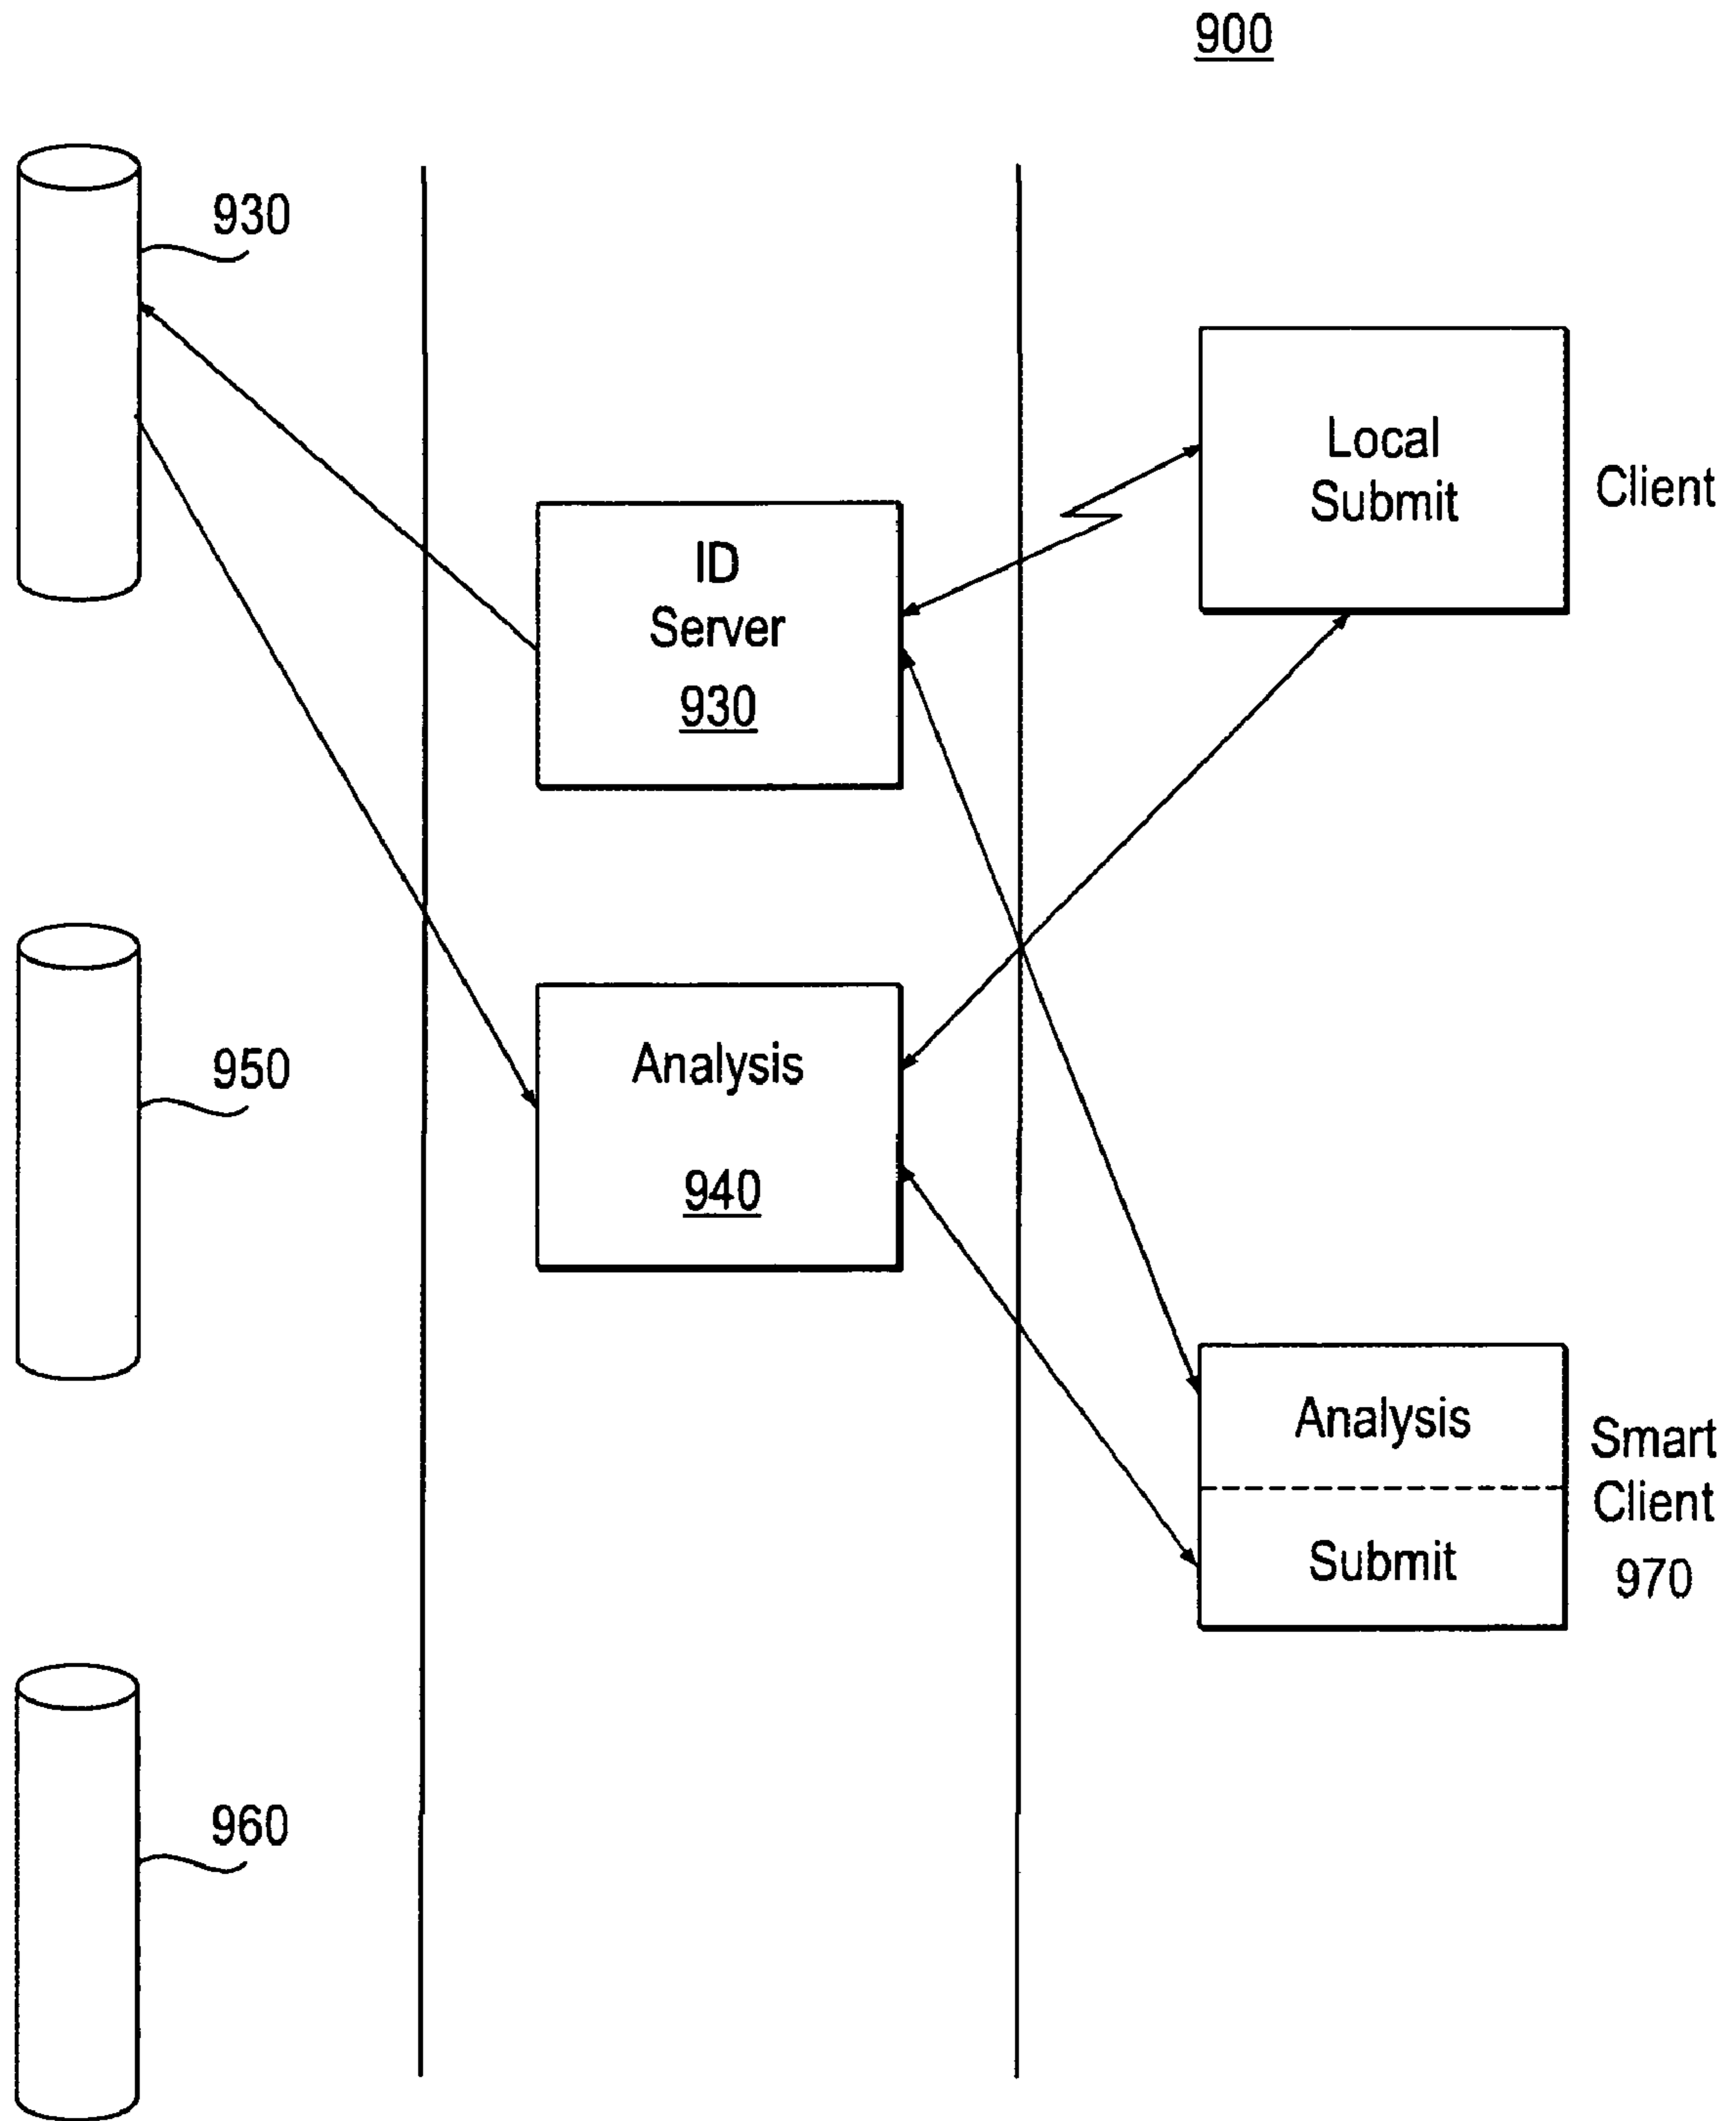 900
930
Local
Submit
Client
ID
Server
930
950
Analysis
940
Analysis
Submit
Smart
Client
970
960